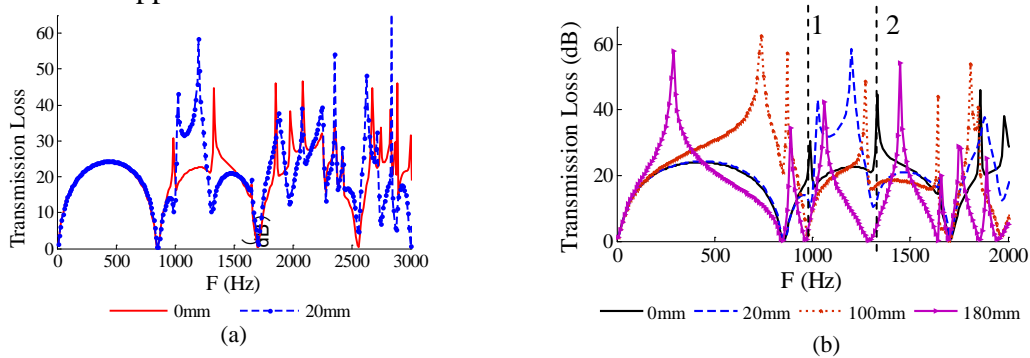 60
50
40
30
20
10
0
Transmission Loss
0 500 1000 1500 2000 2500 3000
F (Hz)
dB)
0mm 20mm
(a)
1 2
60
40
20
0
Transmission Loss (dB)
0 500 1000 1500 2000
F (Hz)
0mm 20mm 100mm 180mm
(b)